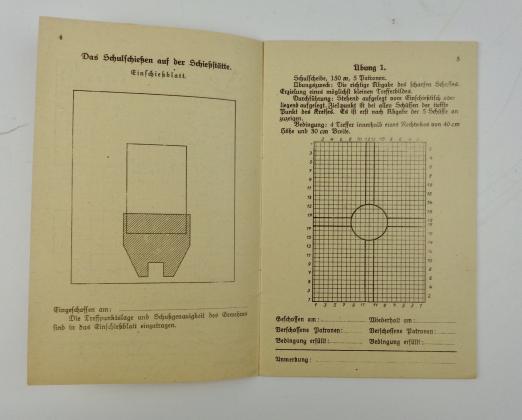 4
Das Schulschießen auf der Schießstätte.
Einschießblatt.
Eingeschossen am:
Die Treffpunktslage und Schußgenauigkeit des Gewehres
sind in das Einschießblatt eingetragen.
5
Übung 1.
Schulscheibe, 150 m, 5 Patronen.
Übungszweck: Die richtige Abgabe des scharfen Schusses.
Erzielung eines möglichst kleinen Trefferbildes.
Durchführung: Stehend aufgelegt vom Einschießtisch oder
liegend aufgelegt. Zielpunkt ist bei allen Schüssen der tiefste
Punkt des Kreises. Es ist erst nach Abgabe der 5 Schüsse an-
zuzeigen.
Bedingung: 4 Treffer innerhalb eines Rechteckes von 40 cm
Höhe und 30 cm Breite.
Geschossen am:
Wiederholt am:
Verschossene Patronen:
Verschossene Patronen:
Bedingung erfüllt:
Bedingung erfüllt:
Anmerkung: